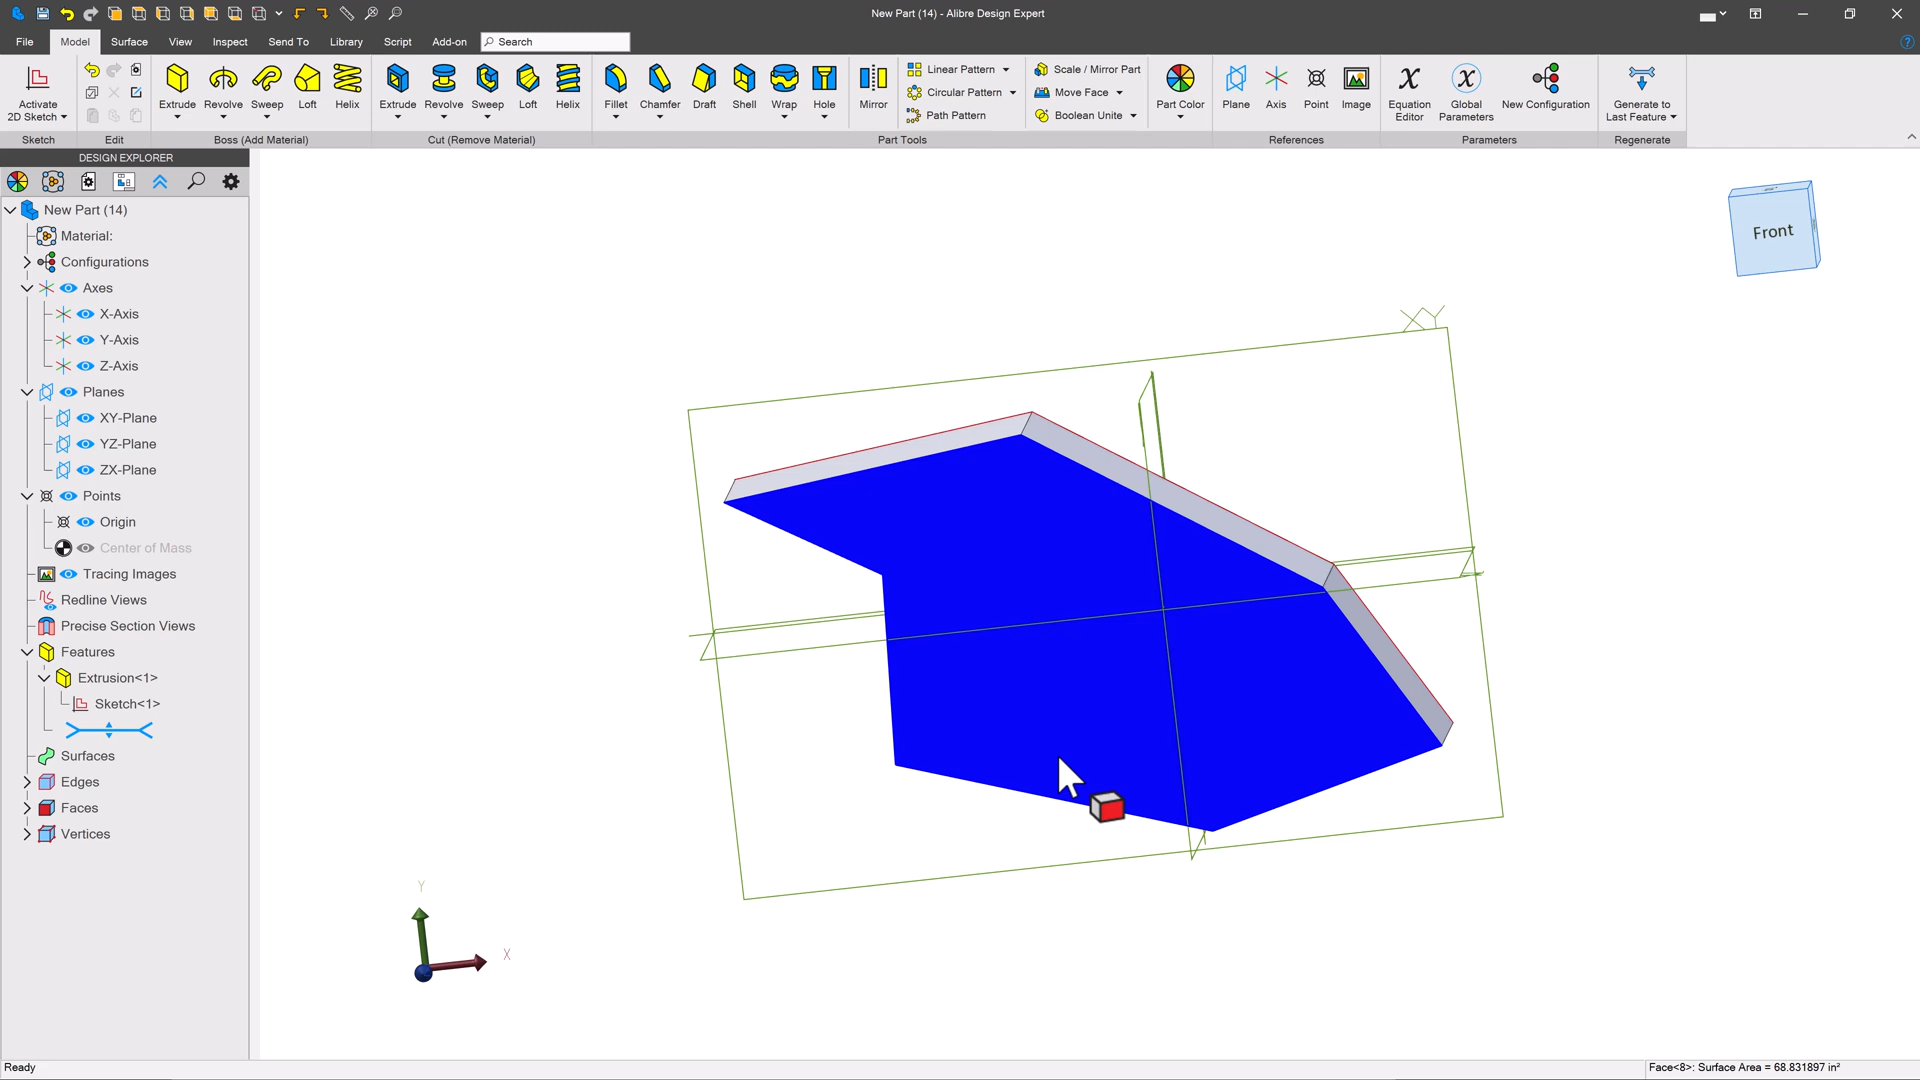 New Part (14) - Alibre Design Expert
File Model Surface View Inspect Send To Library Script Add-on Search
Activate
2D Sketch
Sketch
Edit
Extrude Revolve Sweep Loft Helix
Boss (Add Material)
Extrude Revolve Sweep Loft Helix
Cut (Remove Material)
Fillet Chamfer Draft Shell Wrap Hole Mirror
Linear Pattern
Circular Pattern
Path Pattern
Scale / Mirror Part
Move Face
Boolean Unite
Part Color
Part Tools
Plane Axis Point Image
References
Equation
Editor
Global
Parameters
New Configuration
Parameters
Generate to
Last Feature
Regenerate
DESIGN EXPLORER
New Part (14)
Material:
Configurations
Axes
X-Axis
Y-Axis
Z-Axis
Planes
XY-Plane
YZ-Plane
ZX-Plane
Points
Origin
Center of Mass
Tracing Images
Redline Views
Precise Section Views
Features
Extrusion<1>
Sketch<1>
Surfaces
Edges
Faces
Vertices
Front
XY
Y
X
Ready
Face<8>: Surface Area = 68.831897 in²